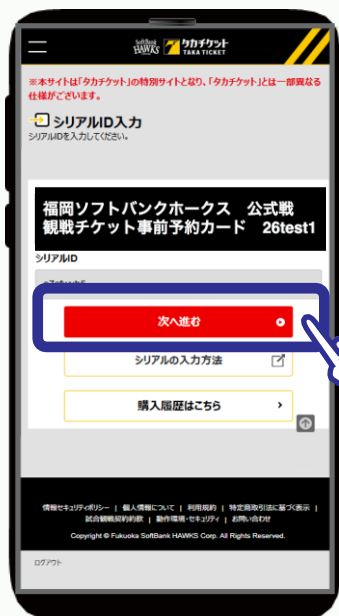 SoftBank HAWKS タカチケット TAKA TICKET
※本サイトは「タカチケット」の特別サイトとなり、「タカチケット」とは一部異なる
仕様がございます。
シリアルID入力
シリアルIDを入力してください。
福岡ソフトバンクホークス 公式戦
観戦チケット事前予約カード 26test1
シリアルID
次へ進む
シリアルの入力方法
購入履歴はこちら
情報セキュリティポリシー | 個人情報について | 利用規約 | 特定商取引法に基づく表示 |
試合観戦契約約款 | 動作環境・セキュリティ | お問い合わせ
Copyright © Fukuoka SoftBank HAWKS Corp. All Rights Reserved.
ログアウト